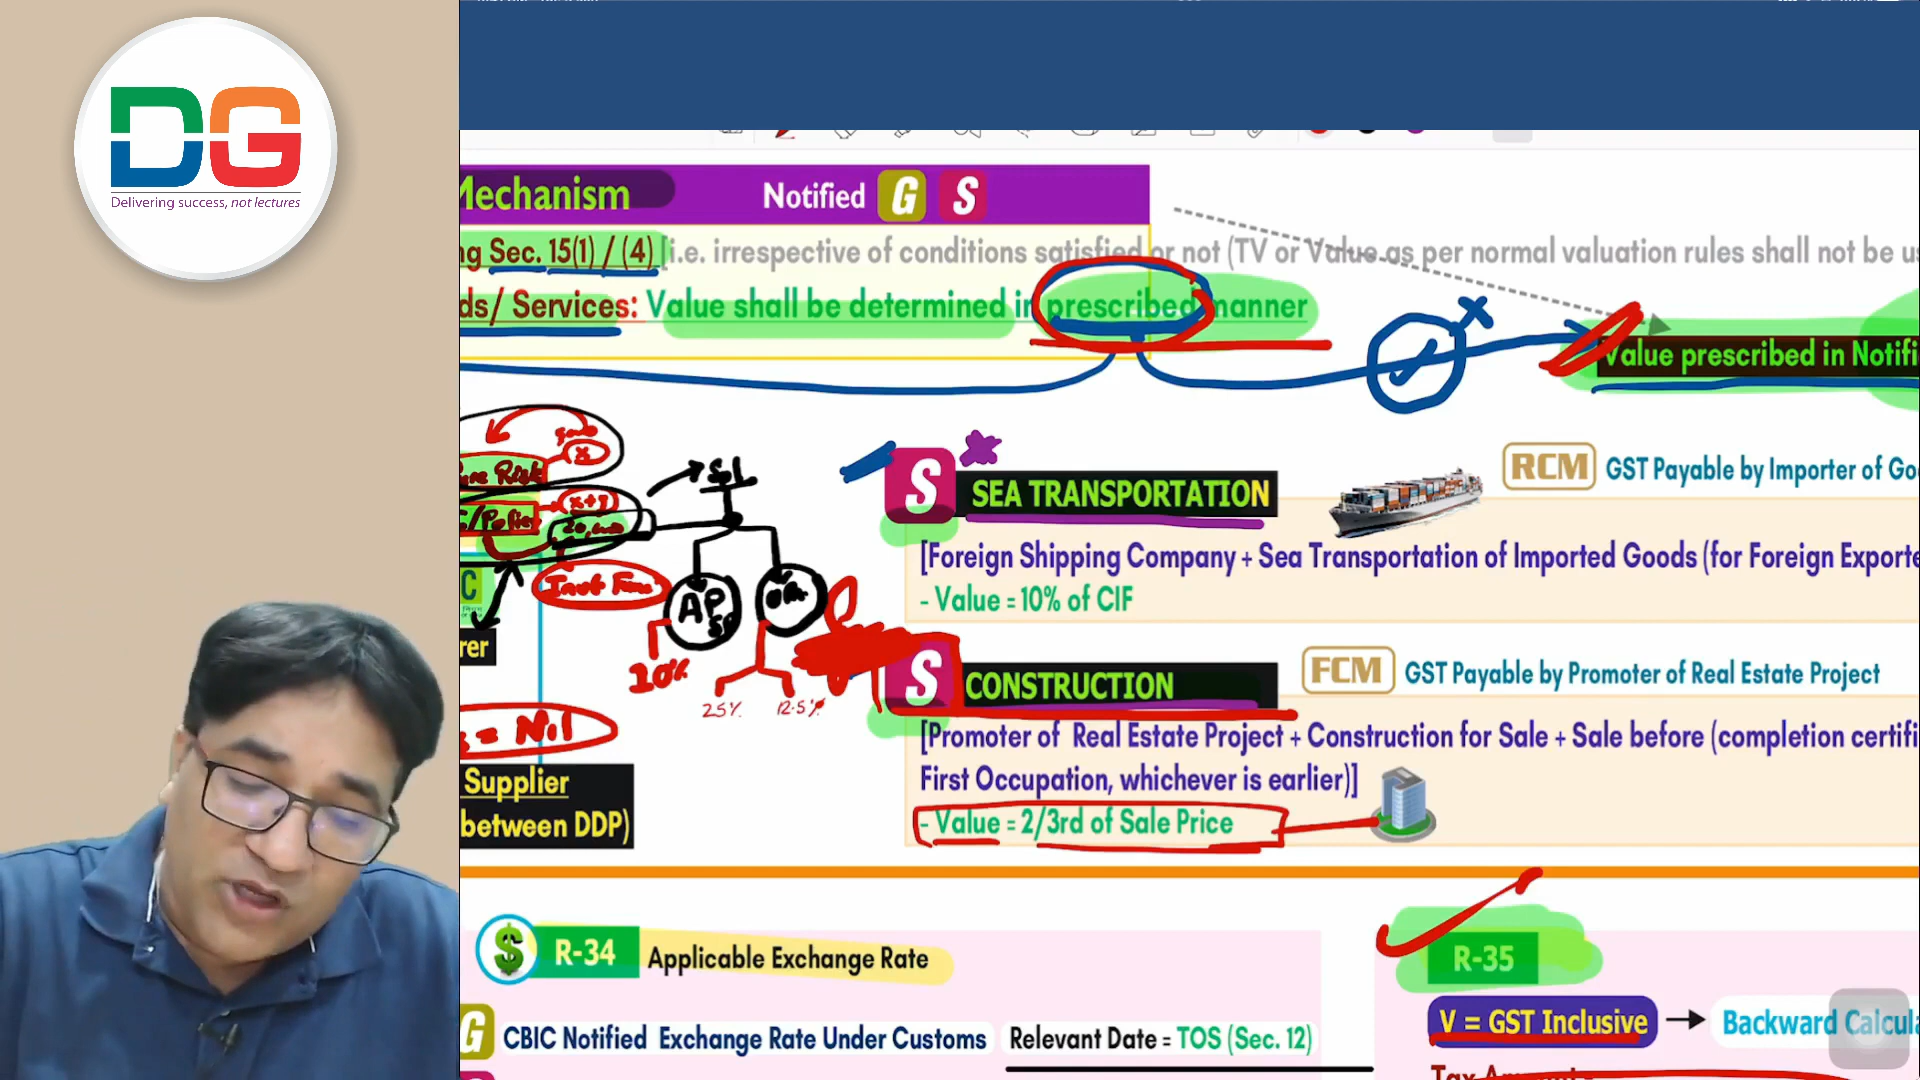 DG
Delivering success, not lectures
Mechanism Notified G S
Sec. 15(1) / (4) [i.e. irrespective of conditions satisfied or not (TV or Value as per normal valuation rules shall not be
ds/ Services: Value shall be determined in prescribed manner
Value prescribed in Notifi
S SEA TRANSPORTATION RCM GST Payable by Importer of Go
[Foreign Shipping Company + Sea Transportation of Imported Goods (for Foreign Exporte
- Value = 10% of CIF
Risk
(x)
(x+y)
AP
20%
25% 12.5%
= Nil
rer
Supplier
between DDP)
S CONSTRUCTION FCM GST Payable by Promoter of Real Estate Project
[Promoter of Real Estate Project + Construction for Sale + Sale before (completion certifi
First Occupation, whichever is earlier)]
- Value = 2/3rd of Sale Price
$ R-34 Applicable Exchange Rate
G CBIC Notified Exchange Rate Under Customs Relevant Date = TOS (Sec. 12)
R-35
V = GST Inclusive → Backward Calcul